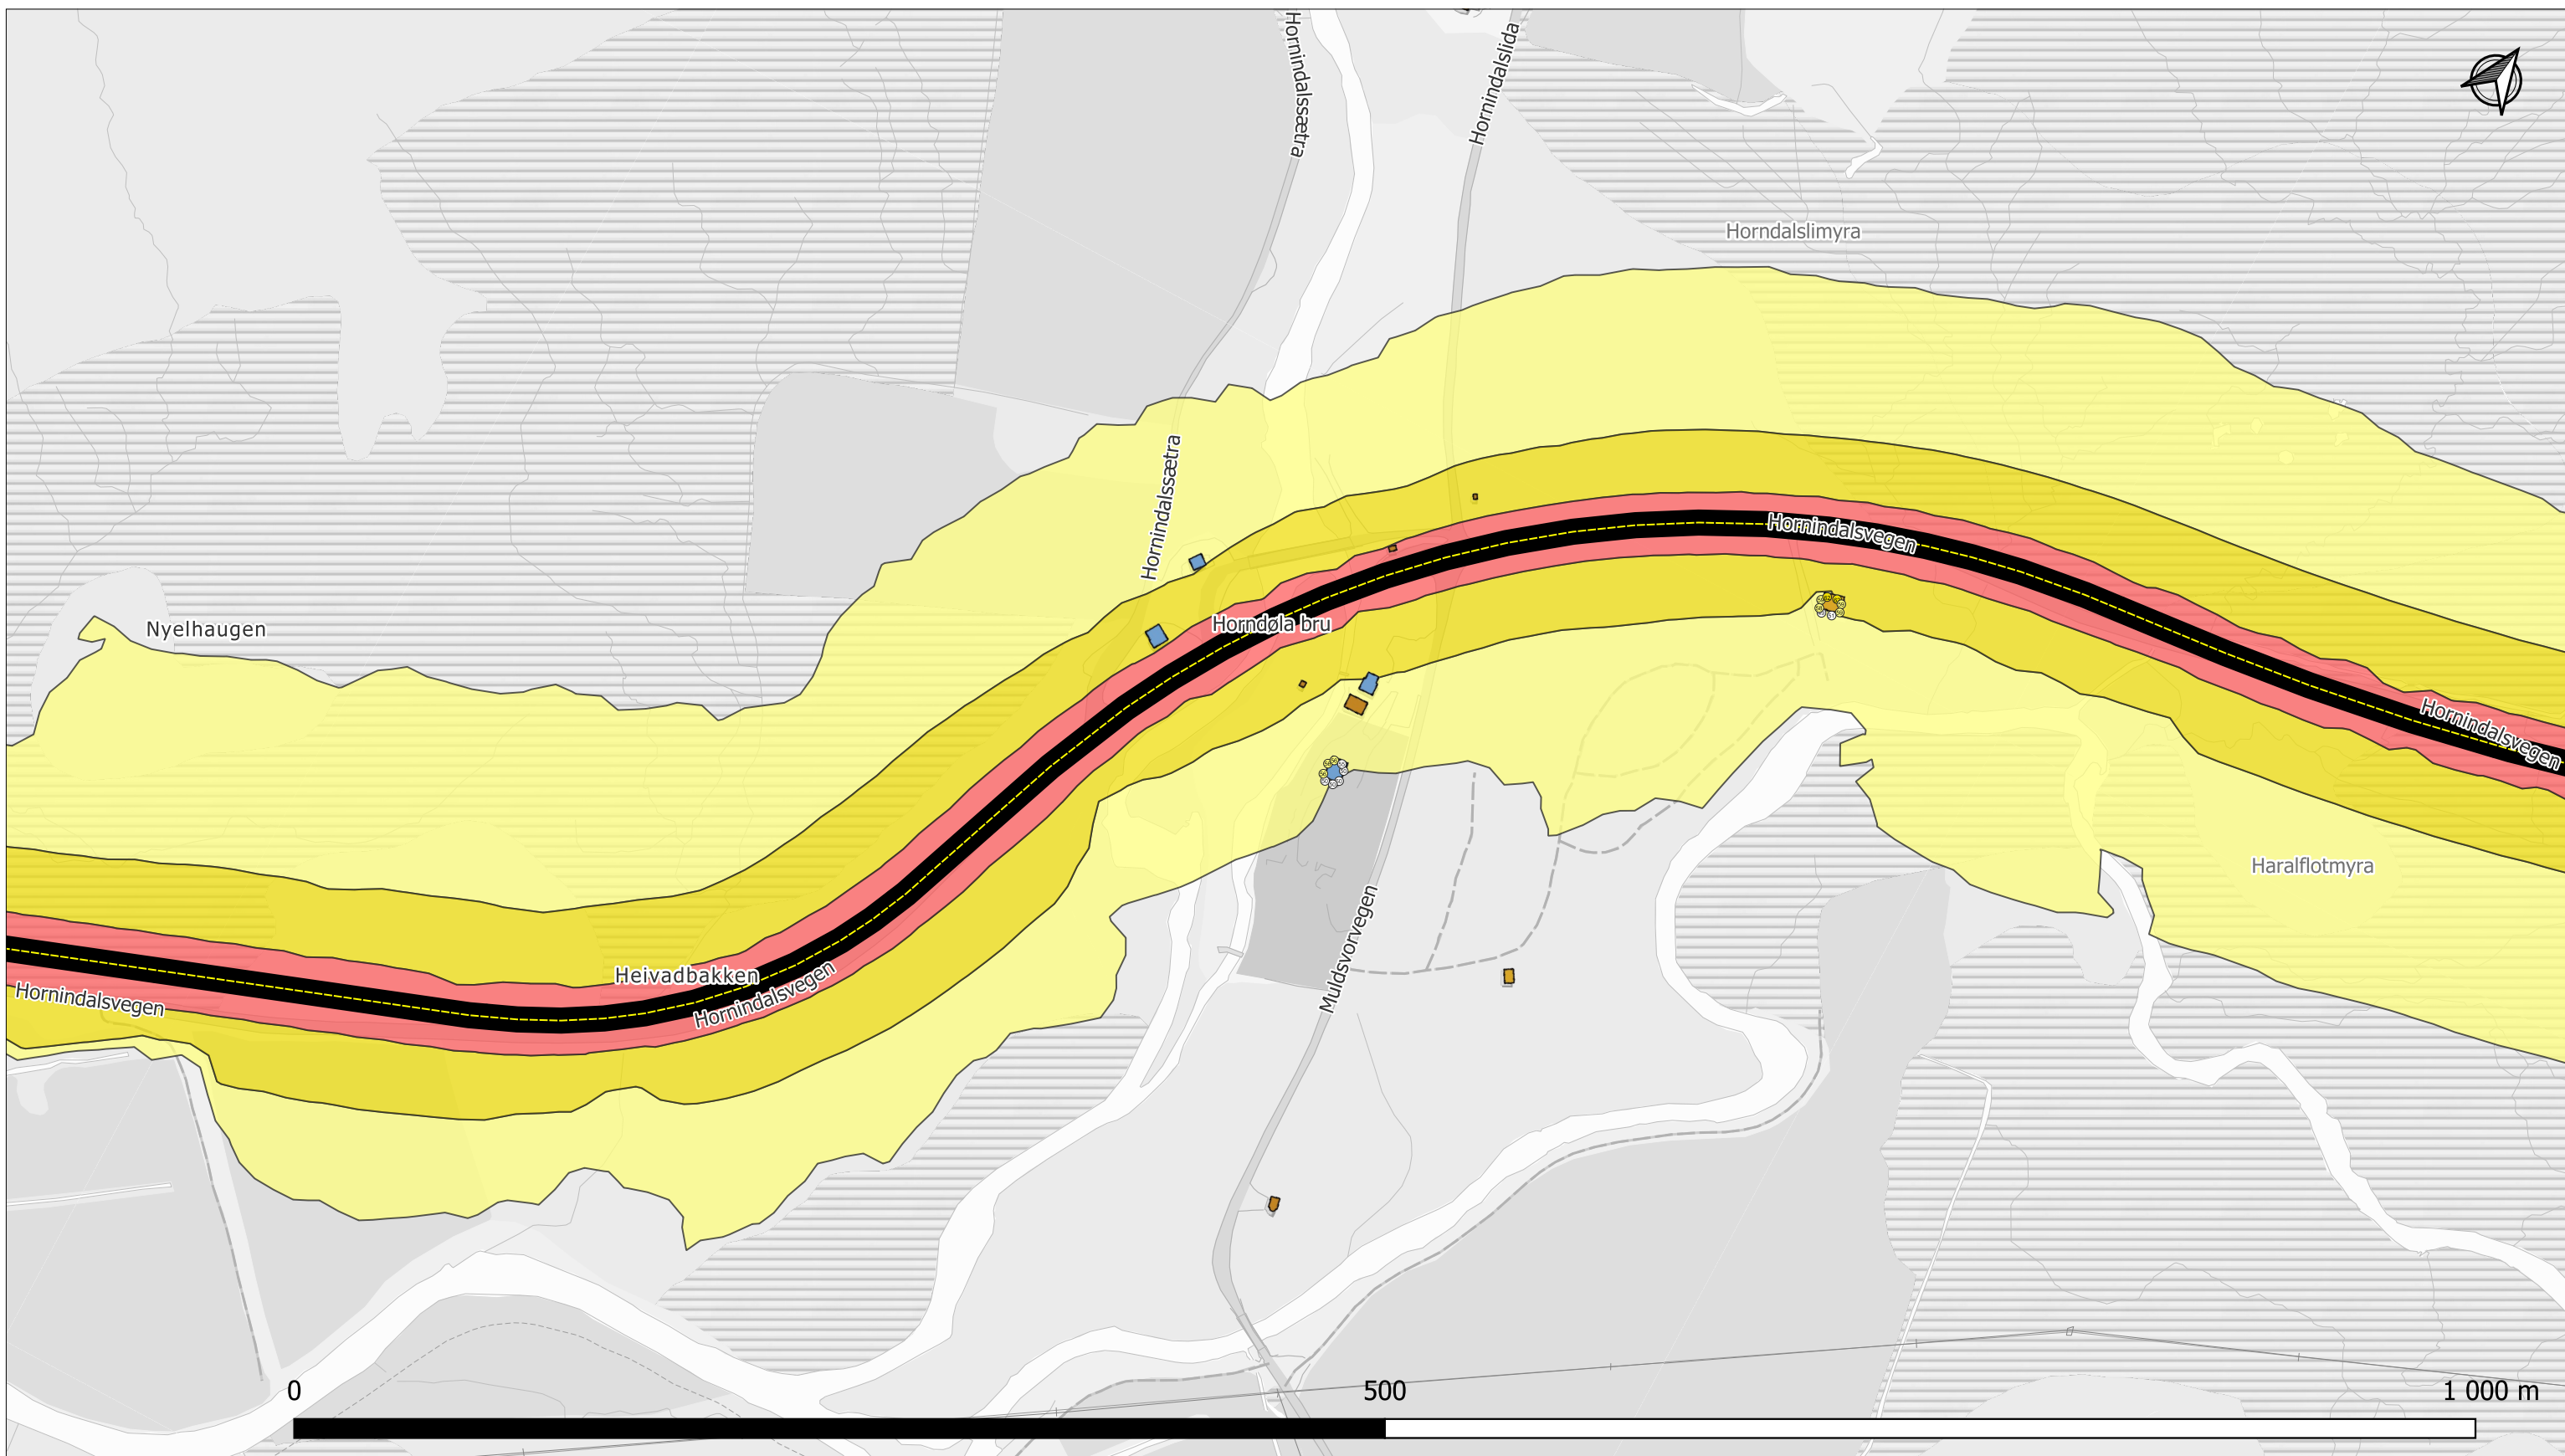 Hornindalssætra
Hornindalslida
Horndalslimyra
Hornindalssætra
Hornindalsvegen
Nyelhaugen
Horndøla bru
Hornindalsvegen
Haralflotmyra
Heivadbakken
Hornindalsvegen
Hornindalsvegen
Muldsvorvegen
0
500
1 000 m